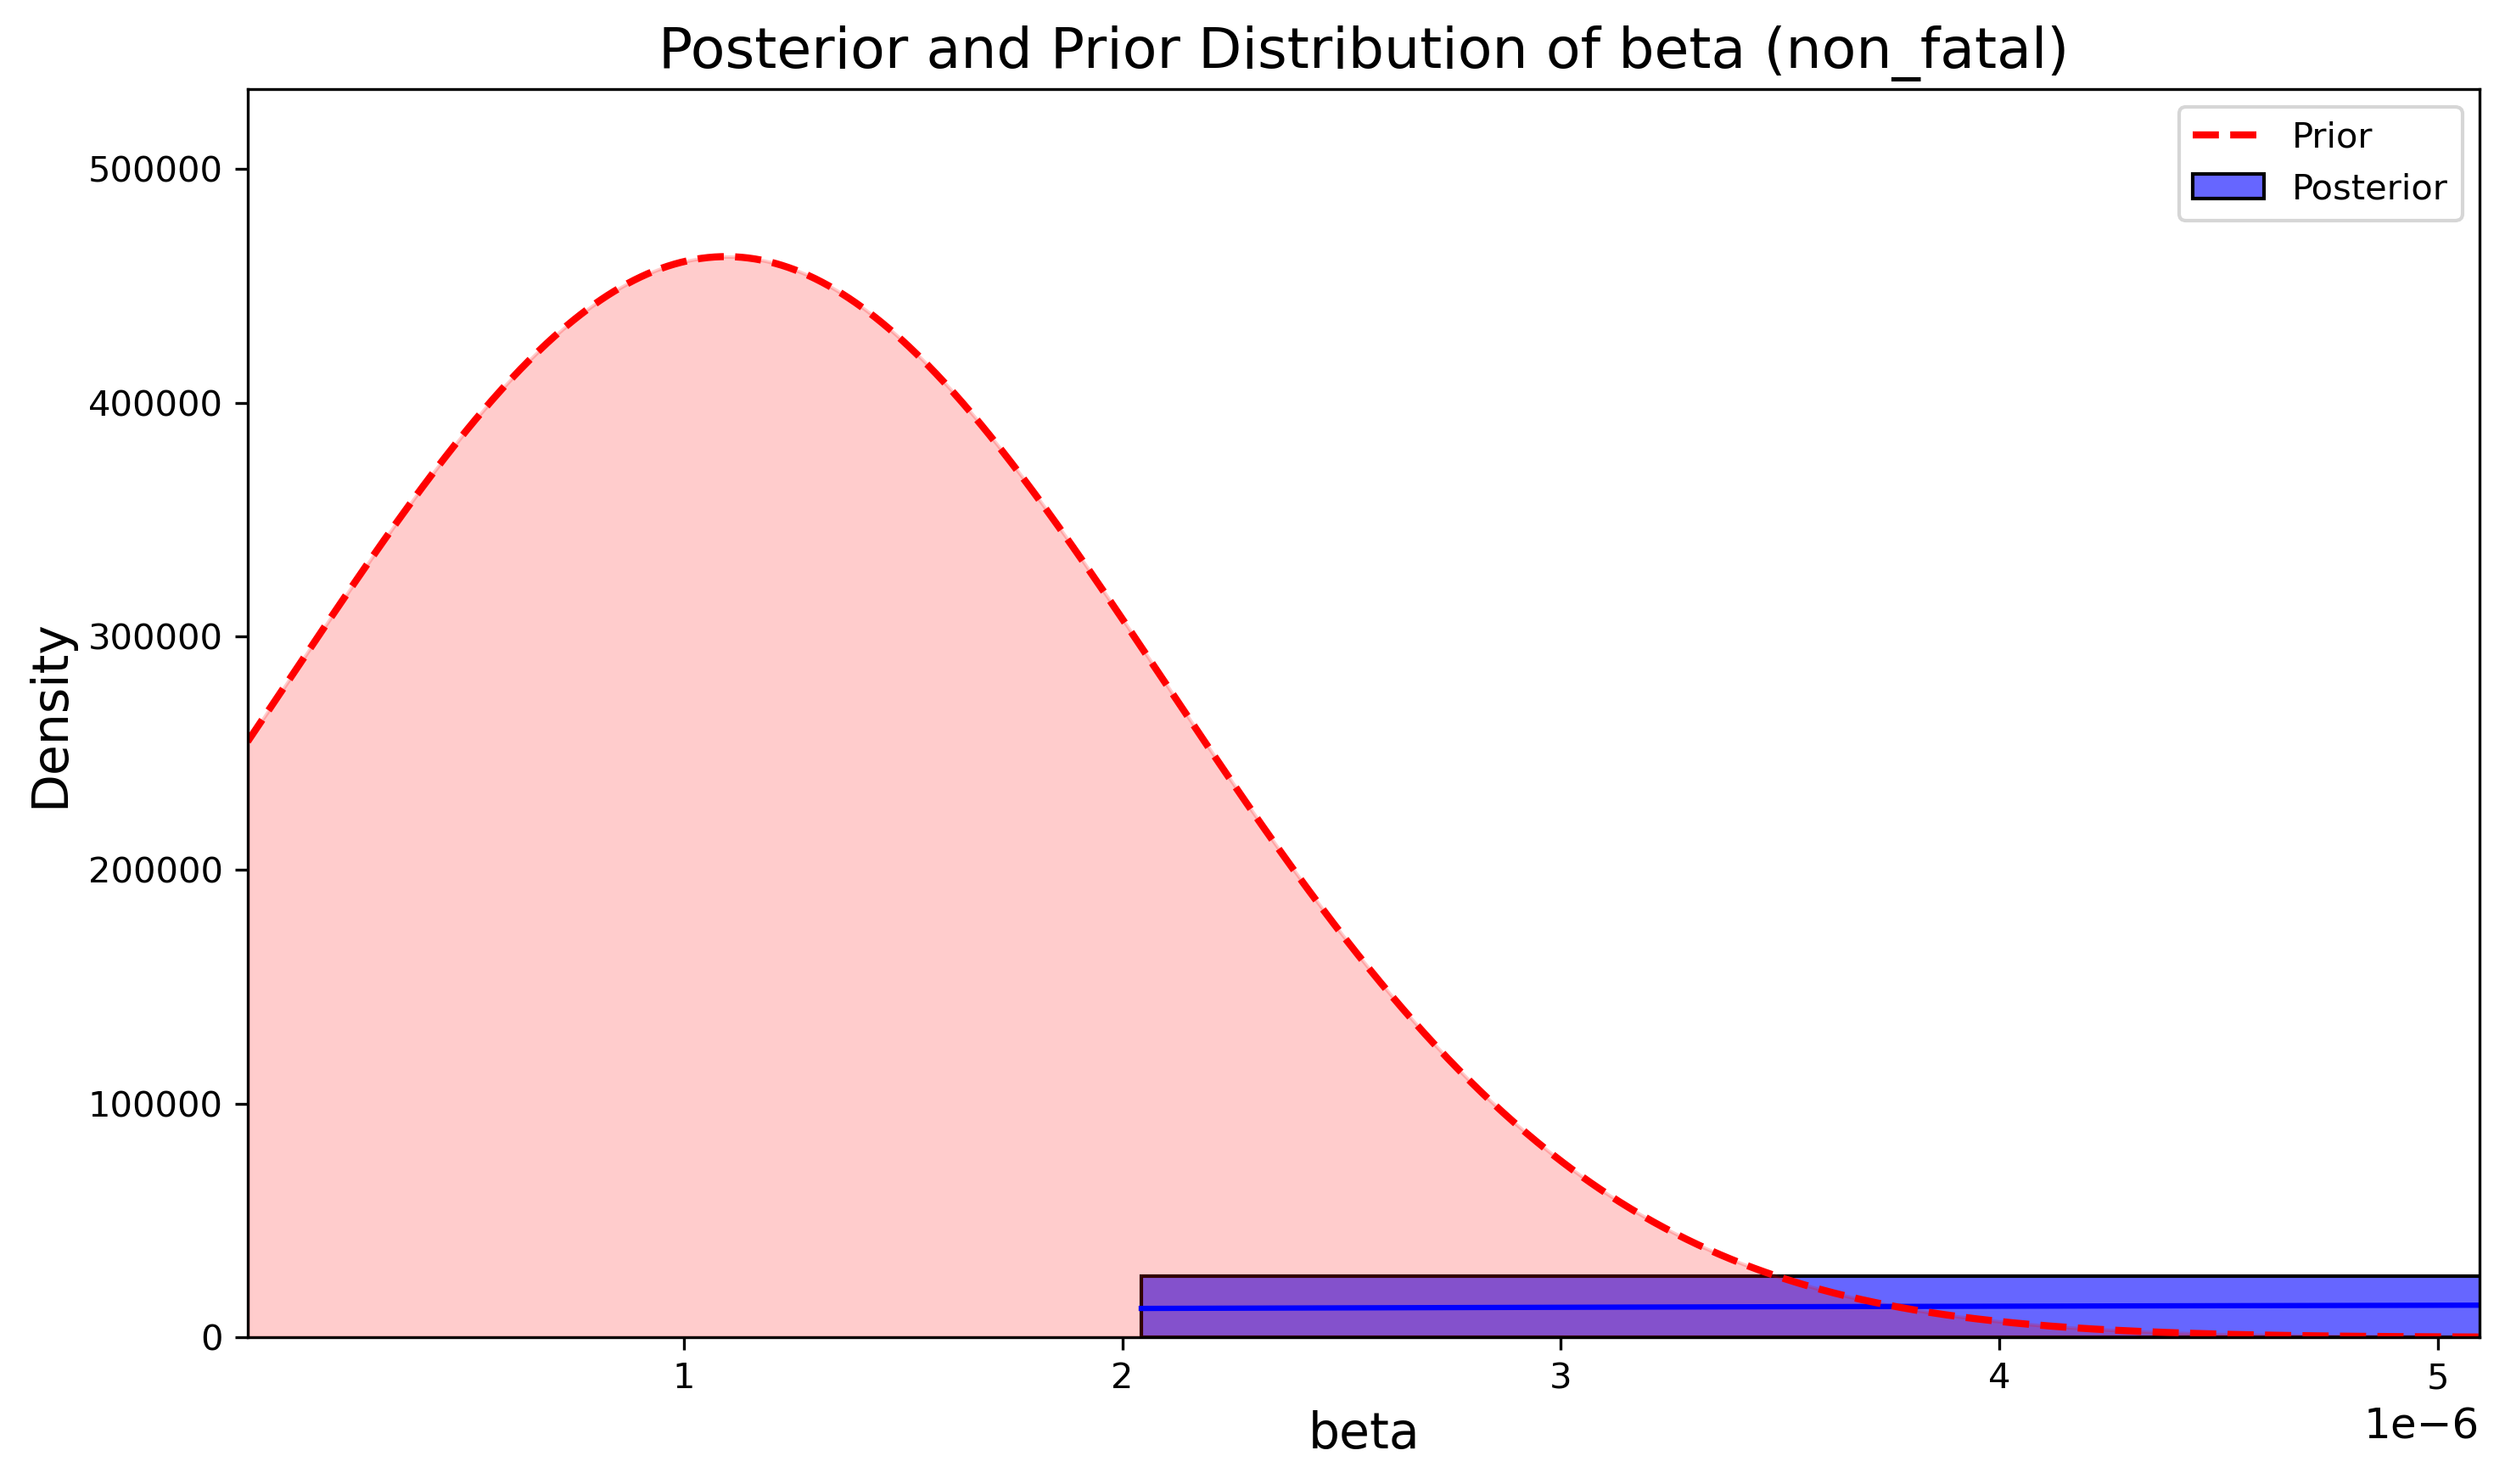 Posterior and Prior Distribution of beta (non_fatal)
Prior
Posterior
500000
400000
300000
200000
100000
0
Density
1 2 3 4 5
1e−6
beta